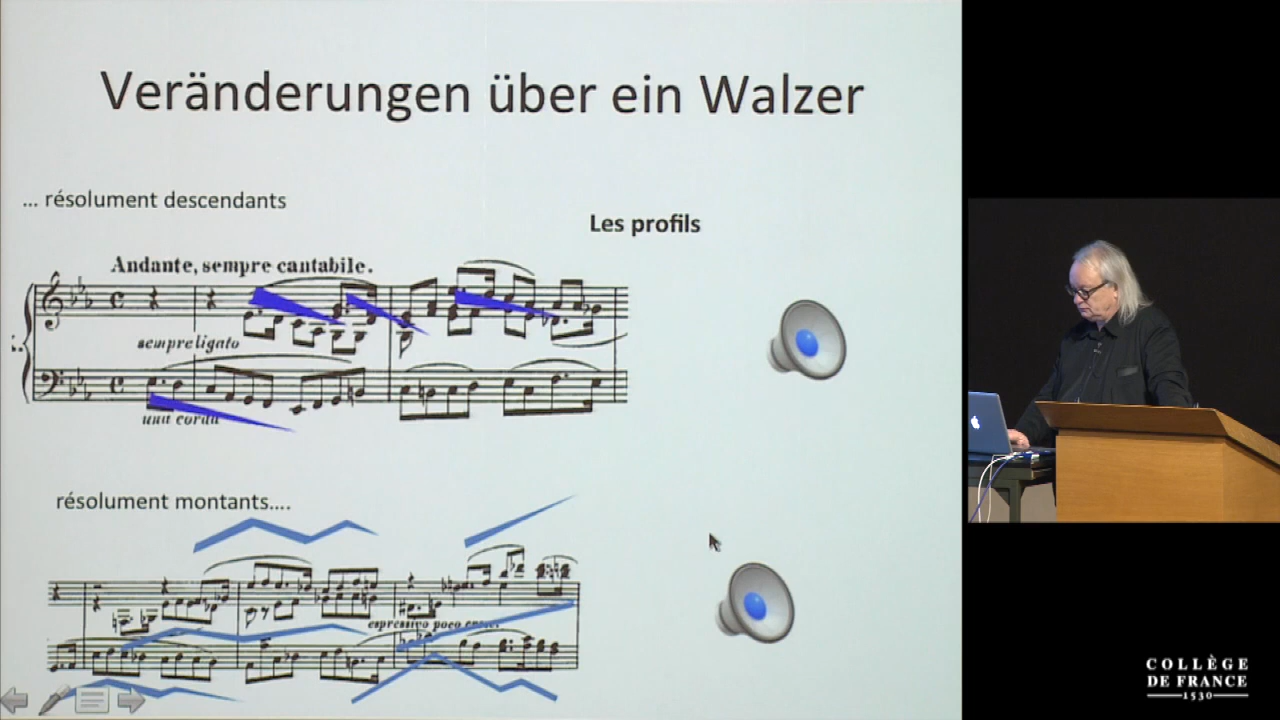 Veränderungen über ein Walzer
... résolument descendants
Les profils
Andante, sempre cantabile.
sempre ligato
una corda
résolument montants....
espressivo poco
COLLÈGE
DE FRANCE
1530